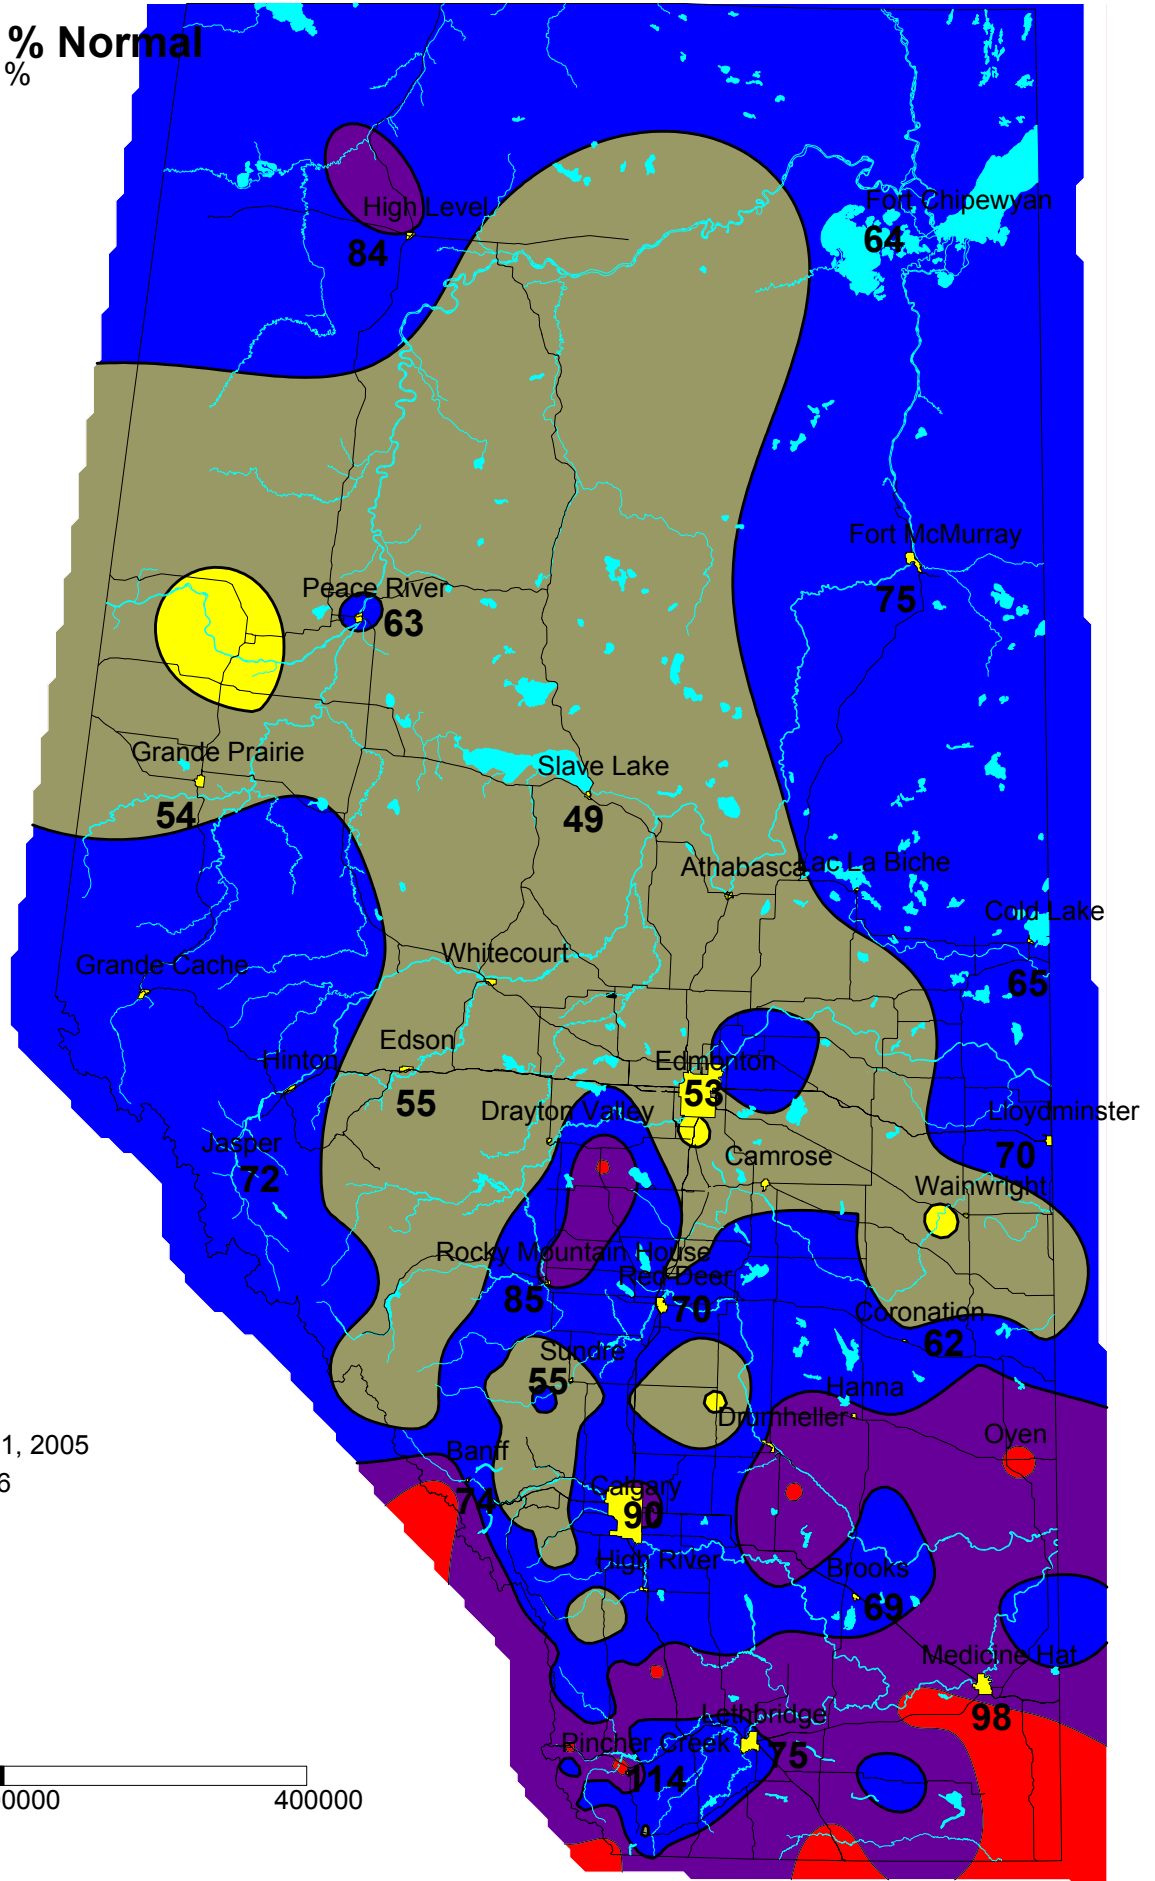 % Normal
%
High Level
84
Fort Chipewyan
64
Fort McMurray
75
Peace River
63
Grande Prairie
54
Slave Lake
49
Athabasca
Lac La Biche
Cold Lake
65
Whitecourt
Grande Cache
Edson
55
Hinton
Edmonton
53
Drayton Valley
Lloydminster
70
Jasper
72
Camrose
Wainwright
Rocky Mountain House
85
Red Deer
70
Coronation
62
Sundre
55
Hanna
Drumheller
Oyen
1, 2005
Banff
74
6
Calgary
90
High River
Brooks
69
Medicine Hat
98
Lethbridge
75
Pincher Creek
114
00000
400000